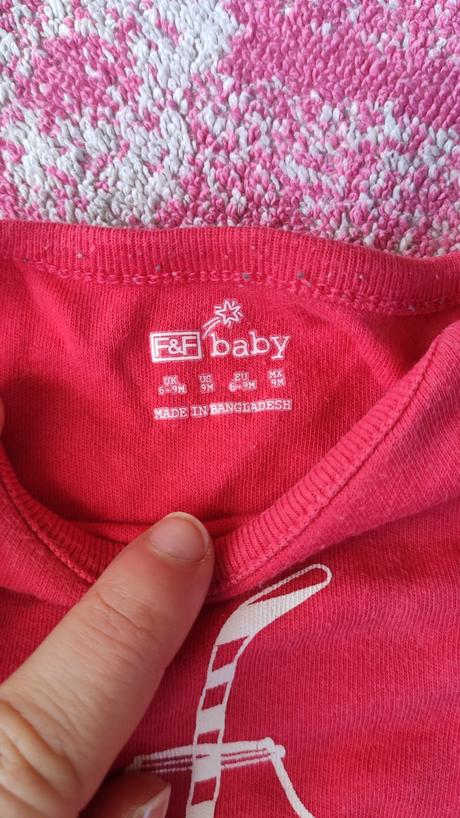 F&F baby
UK US EU MX
6-9M 9M 6-9M 9M
MADE IN BANGLADESH